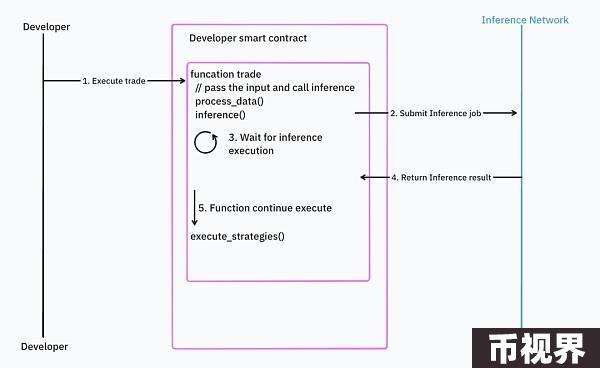 Developer
Inference Network
Developer smart contract
funcation trade
// pass the input and call inference
process_data()
inference()
1. Execute trade
2. Submit Inference job
3. Wait for inference
execution
4. Return Inference result
5. Function continue execute
execute_strategies()
Developer
币视界